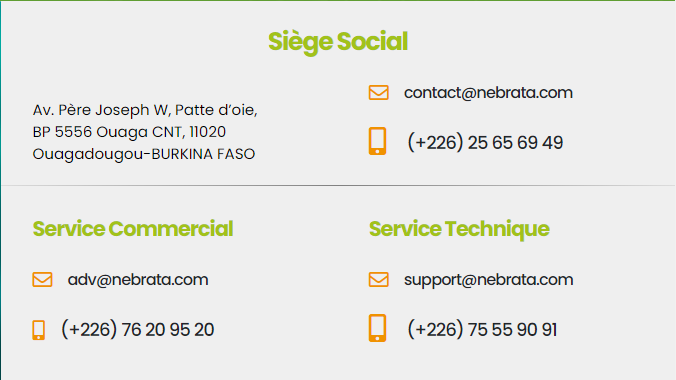 Siège Social
Av. Père Joseph W, Patte d’oie,
BP 5556 Ouaga CNT, 11020
Ouagadougou-BURKINA FASO
contact@nebrata.com
(+226) 25 65 69 49
Service Commercial
adv@nebrata.com
(+226) 76 20 95 20
Service Technique
support@nebrata.com
(+226) 75 55 90 91